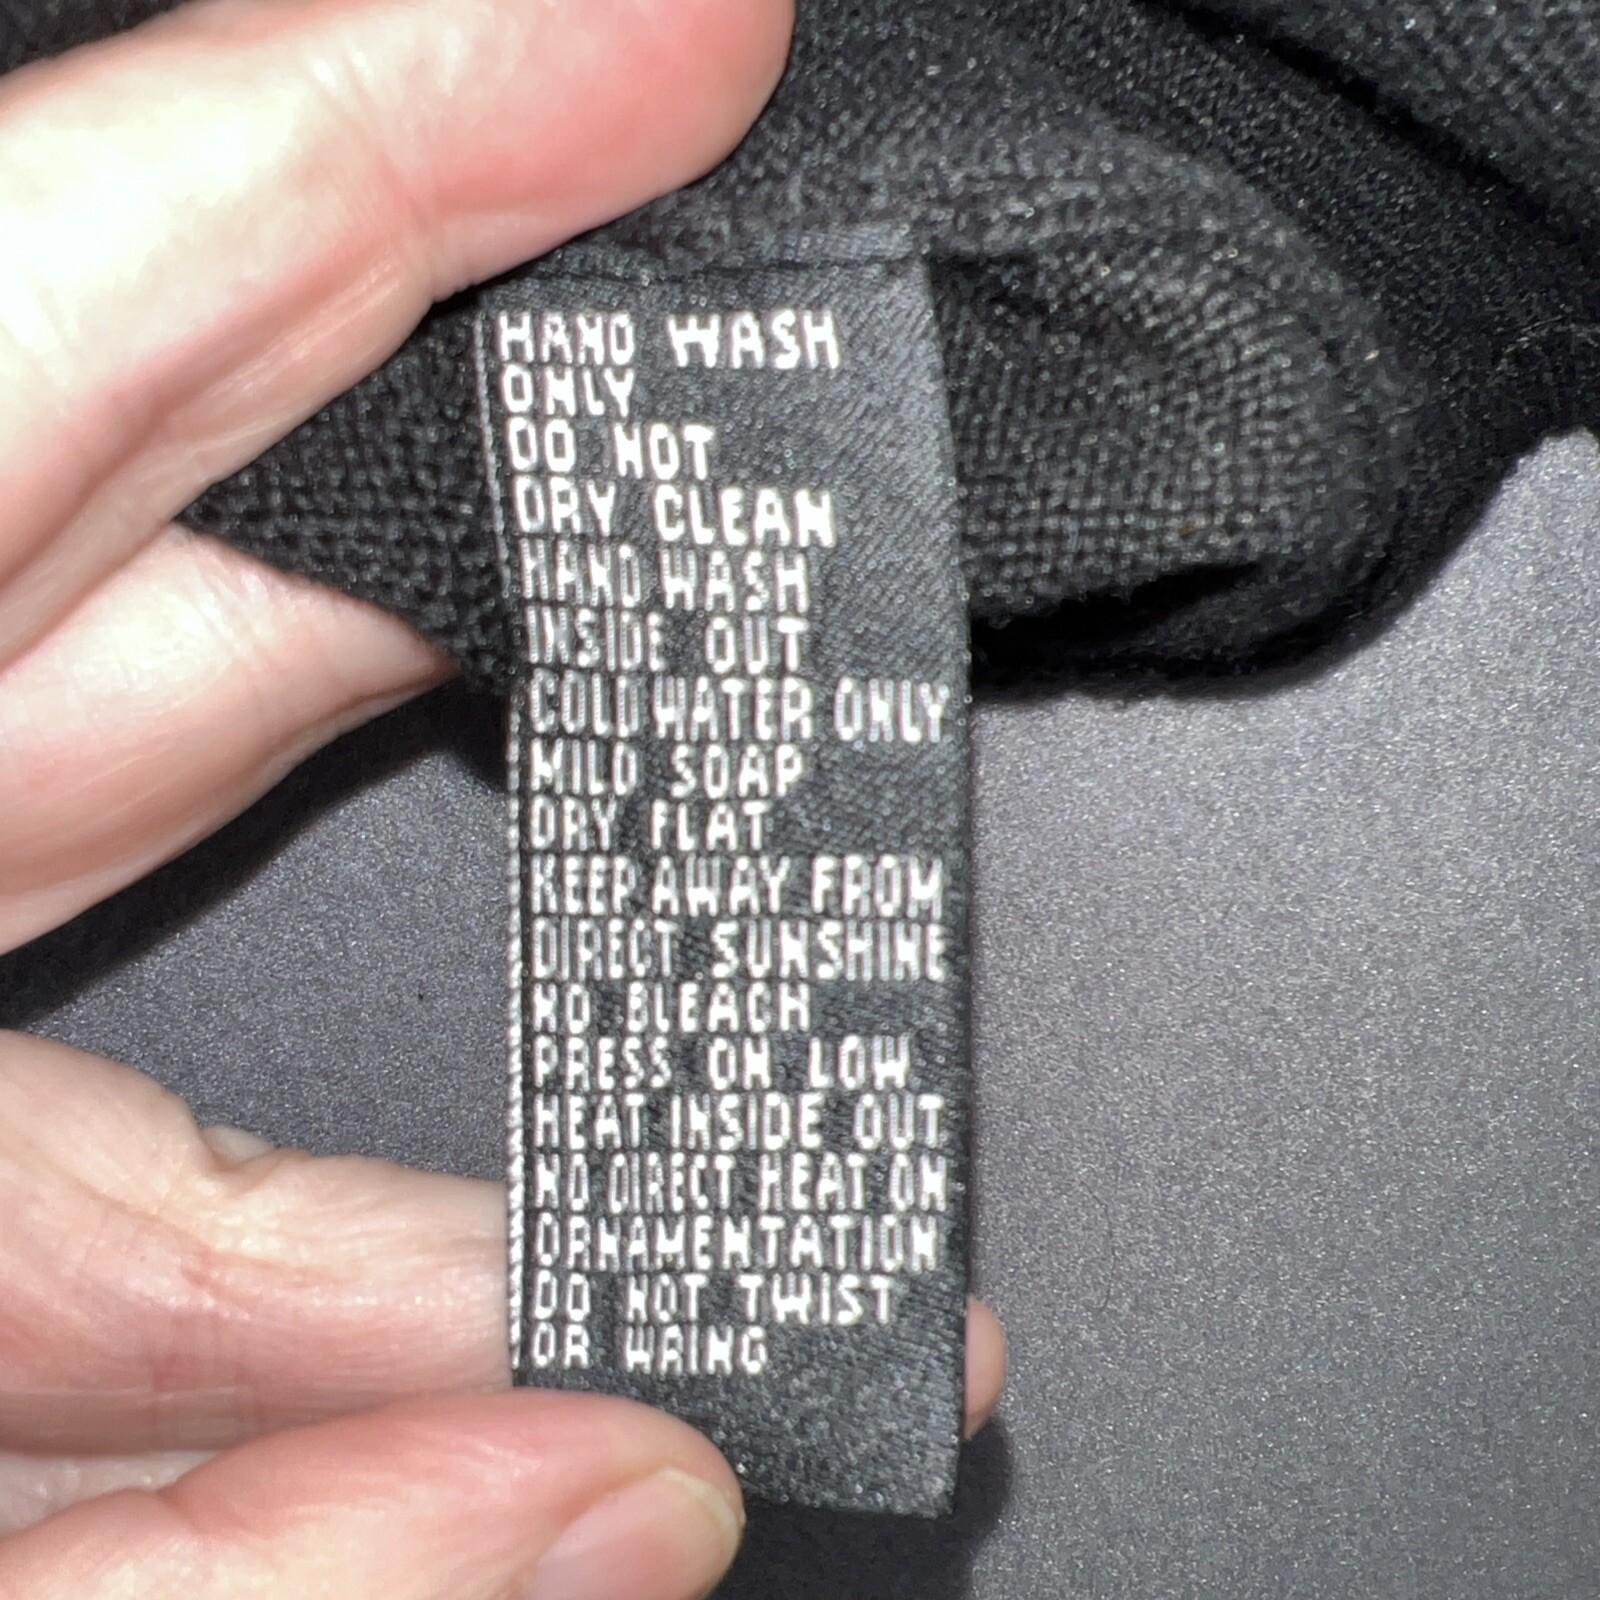 HAND WASH
ONLY
DO NOT
DRY CLEAN
HAND WASH
INSIDE OUT
COLD WATER ONLY
MILD SOAP
DRY FLAT
KEEP AWAY FROM
DIRECT SUNSHINE
NO BLEACH
PRESS ON LOW
HEAT INSIDE OUT
NO DIRECT HEAT ON
ORNAMENTATION
DO NOT TWIST
OR WRING